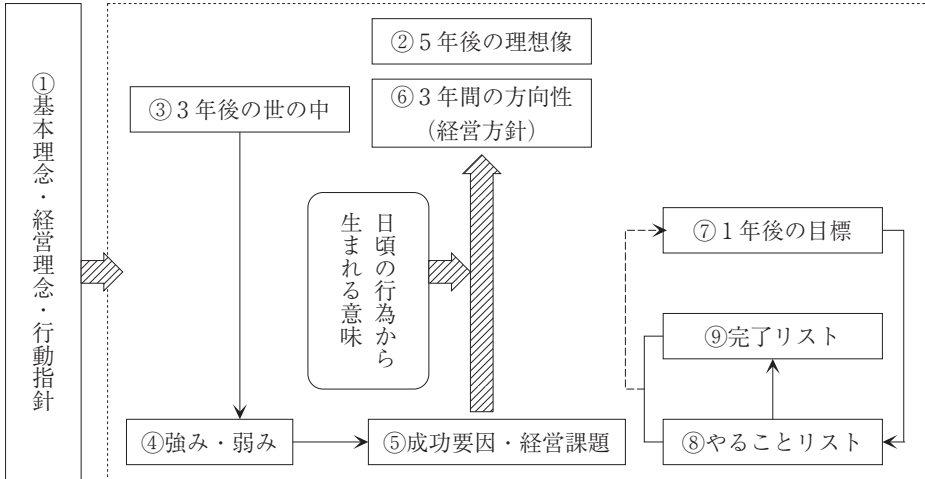 ①基本理念・経営理念・行動指針
②５年後の理想像
③３年後の世の中
⑥３年間の方向性
（経営方針）
日頃の行為から
生まれる意味
⑦１年後の目標
⑨完了リスト
④強み・弱み
⑤成功要因・経営課題
⑧やることリスト